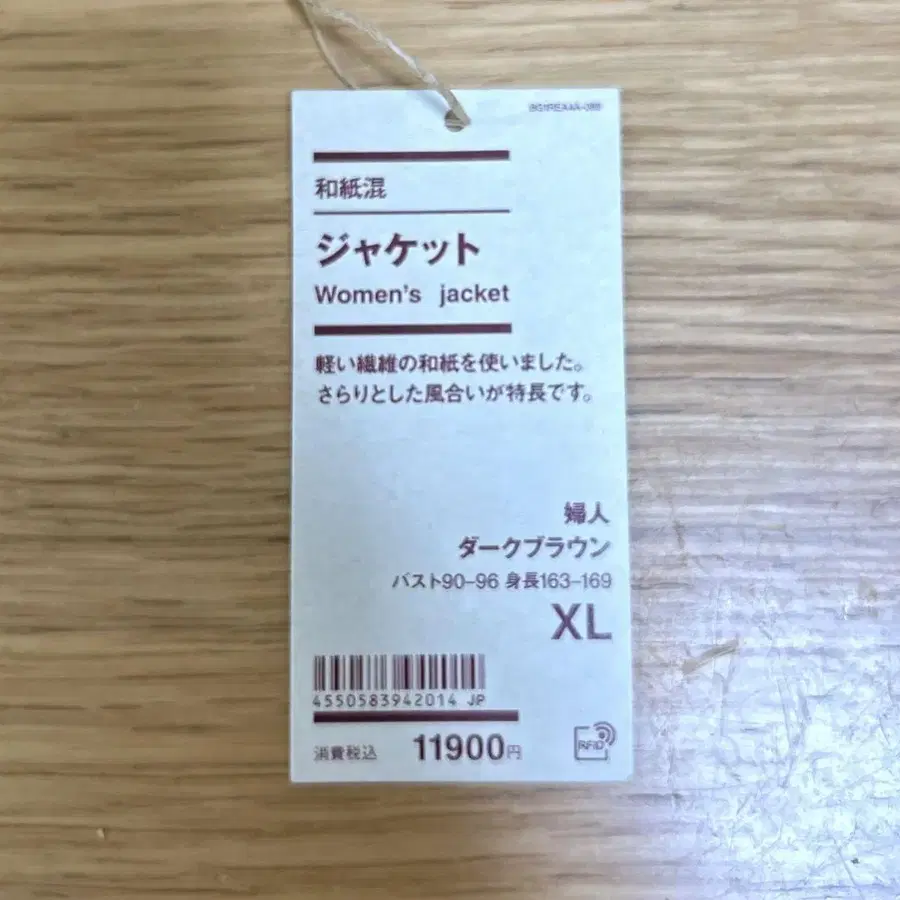 和紙混
ジャケット
Women's jacket
軽い繊維の和紙を使いました。
さらりとした風合いが特長です。
婦人
ダークブラウン
バスト90–96 身長163–169
XL
4550583942014 JP
消費税込 11900円
RFID